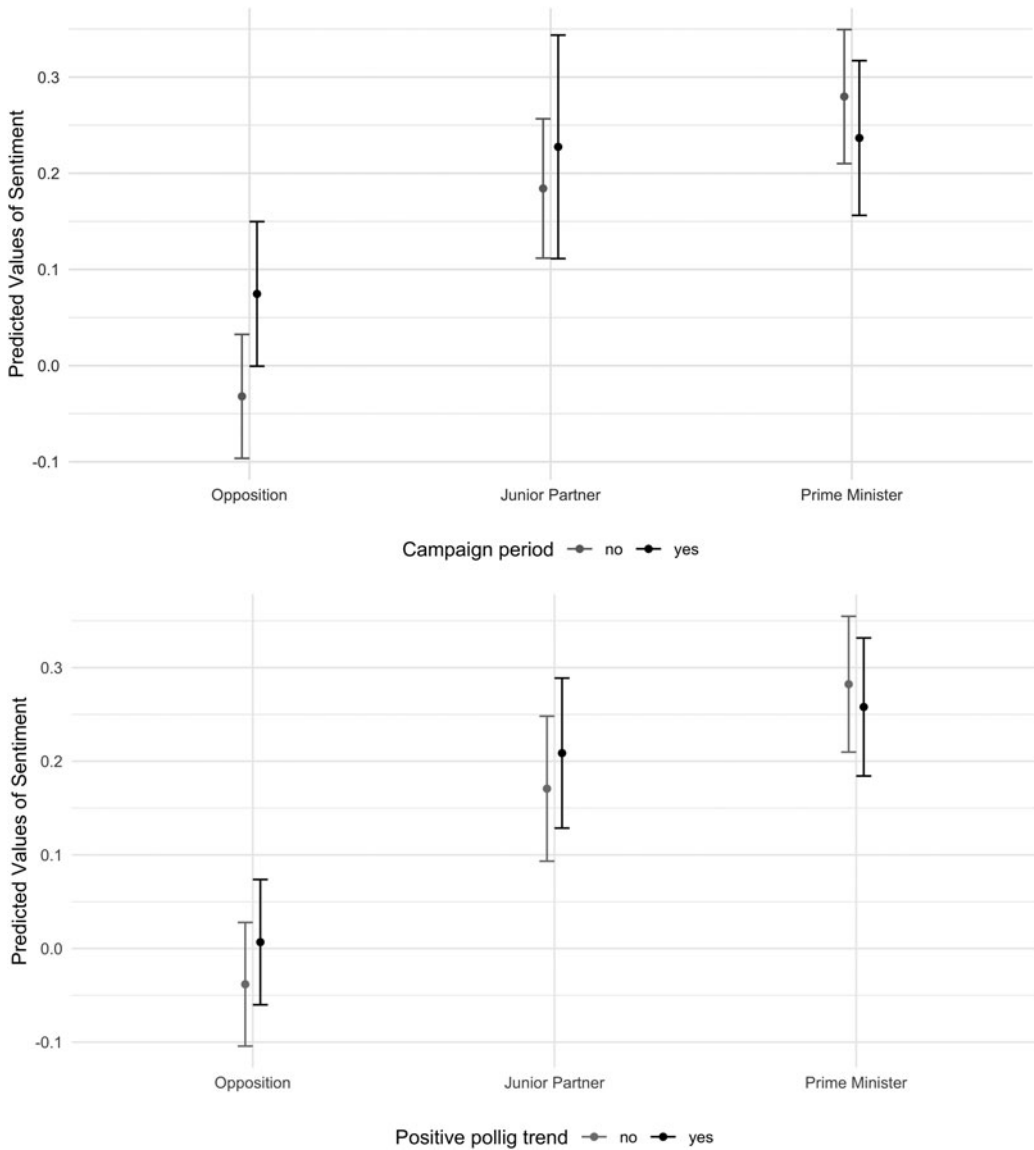 Predicted Values of Sentiment
0.3
0.2
0.1
0.0
-0.1
Opposition Junior Partner Prime Minister
Campaign period no yes
Predicted Values of Sentiment
0.3
0.2
0.1
0.0
-0.1
Opposition Junior Partner Prime Minister
Positive pollig trend no yes